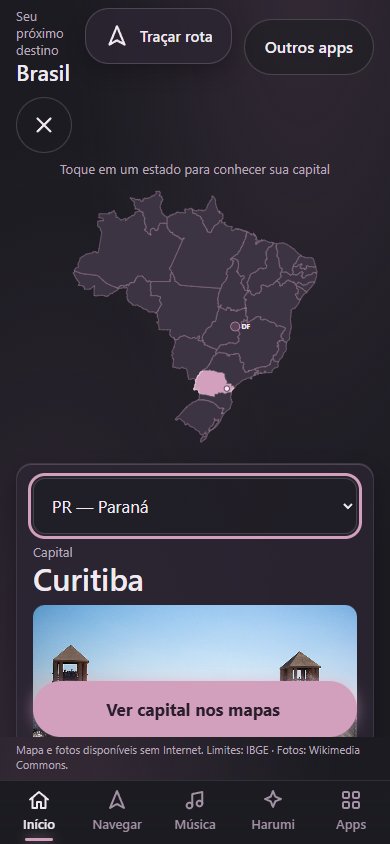 Seu
próximo
destino
Brasil
Traçar rota
Outros apps
Toque em um estado para conhecer sua capital
DF
PR — Paraná
Capital
Curitiba
Ver capital nos mapas
Mapa e fotos disponíveis sem Internet. Limites: IBGE · Fotos: Wikimedia
Commons.
Início
Navegar
Música
Harumi
Apps